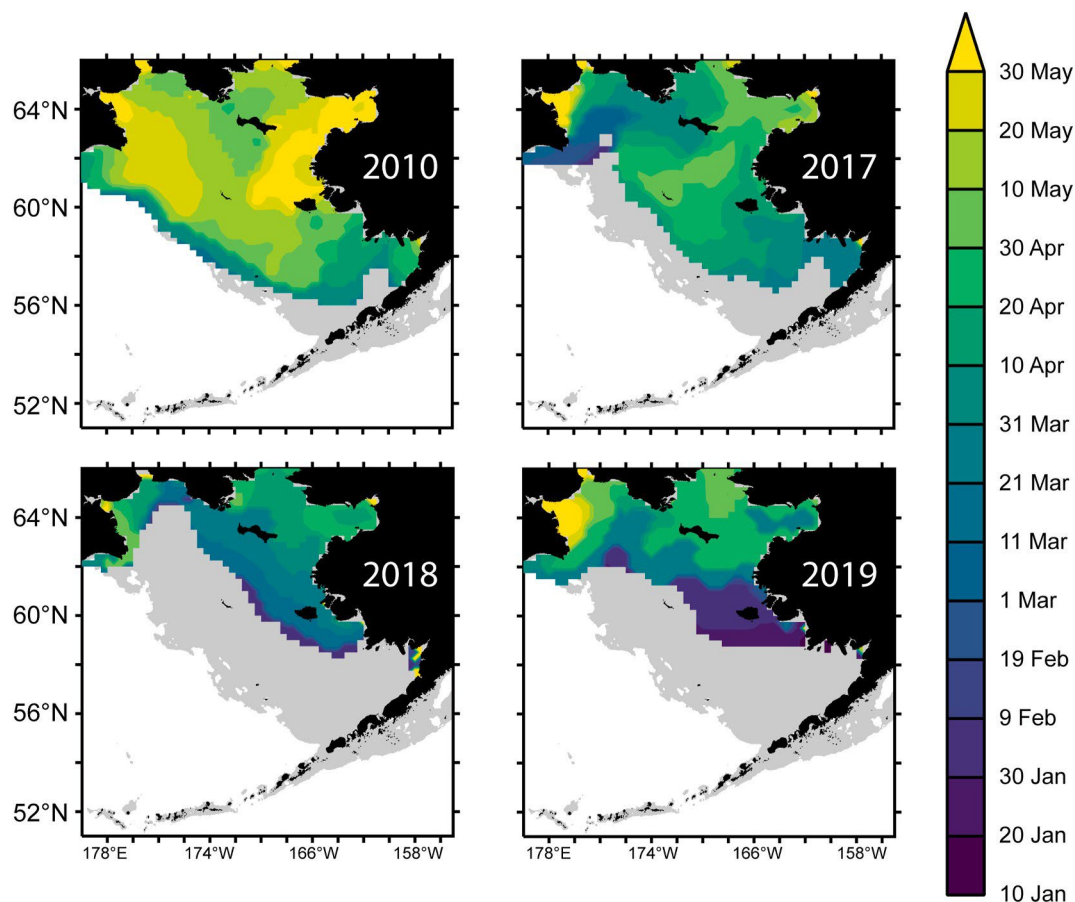 2010
64°N
60°N
56°N
52°N
2017
2018
64°N
60°N
56°N
52°N
178°E 174°W 166°W 158°W
2019
178°E 174°W 166°W 158°W
30 May
20 May
10 May
30 Apr
20 Apr
10 Apr
31 Mar
21 Mar
11 Mar
1 Mar
19 Feb
9 Feb
30 Jan
20 Jan
10 Jan